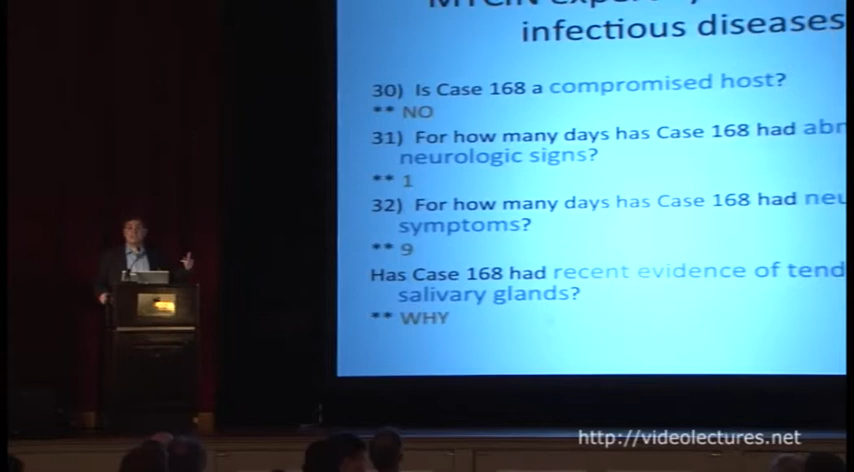 MYCIN
infectious diseases
30) Is Case 168 a compromised host?
** NO
31) For how many days has Case 168 had
neurologic signs?
** 1
32) For how many days has Case 168 had
symptoms?
** 9
Has Case 168 had recent evidence of
salivary glands?
** WHY
http://videolectures.net